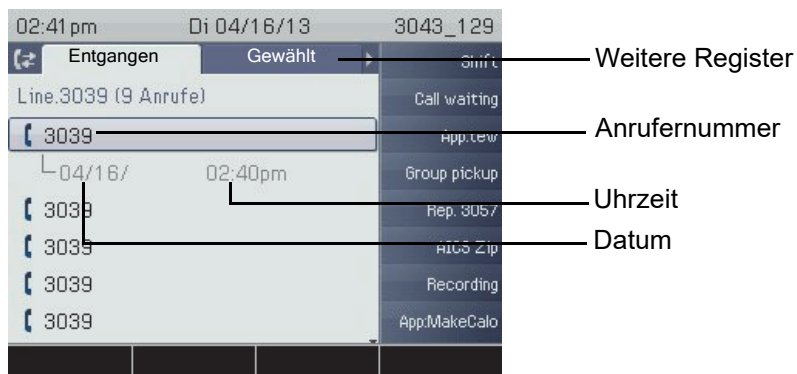 02:41pm Di 04/16/13 3043_129
Entgangen Gewählt Shift
Weitere Register
Line.3039 (9 Anrufe) Call waiting
3039 App.tew
Anrufernummer
04/16/ 02:40pm Group pickup
Uhrzeit
3039 Rep. 3057
Datum
3039 AICS Zip
3039 Recording
3039 App:MakeCalo